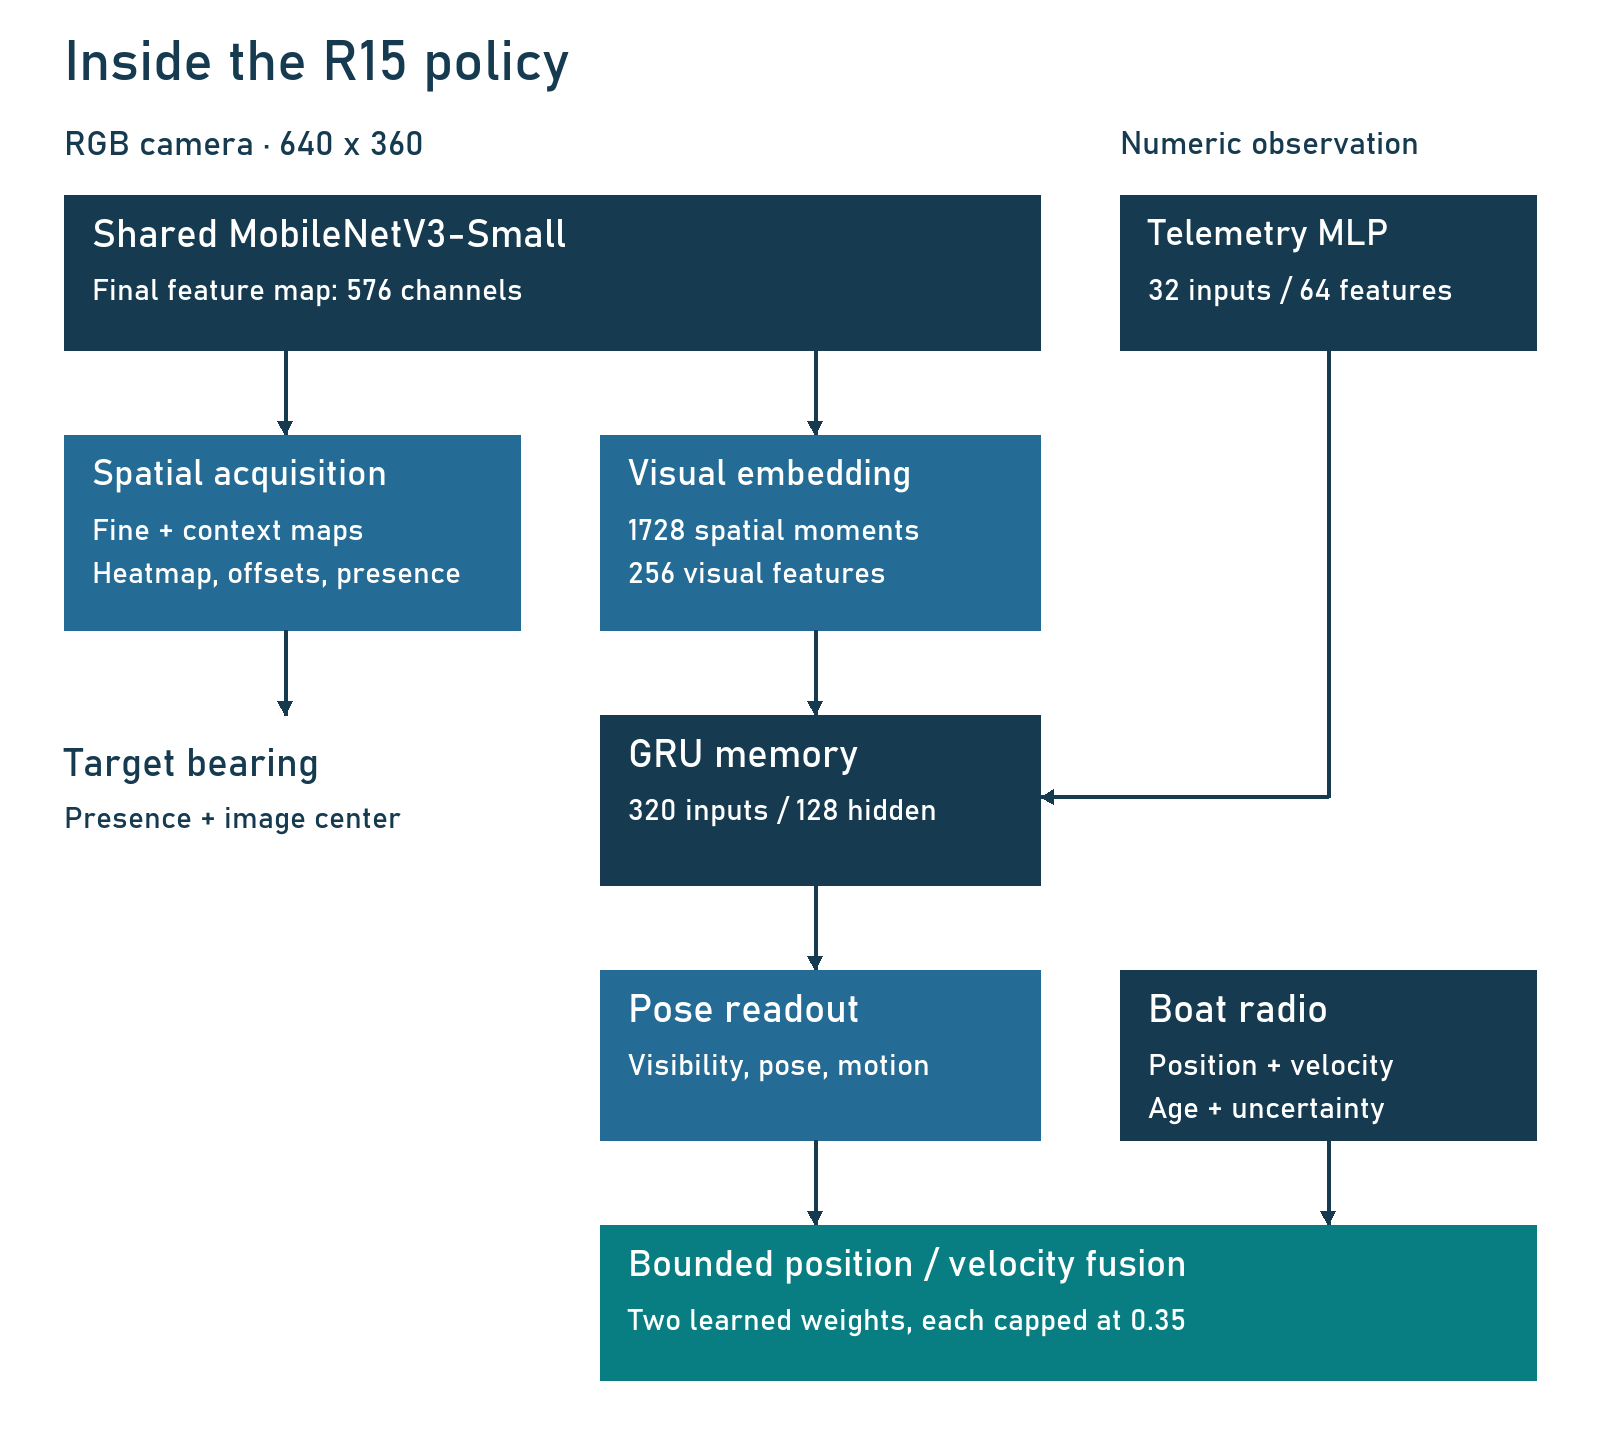 Inside the R15 policy
RGB camera · 640 x 360
Numeric observation
Shared MobileNetV3-Small
Final feature map: 576 channels
Telemetry MLP
32 inputs / 64 features
Spatial acquisition
Fine + context maps
Heatmap, offsets, presence
Visual embedding
1728 spatial moments
256 visual features
Target bearing
Presence + image center
GRU memory
320 inputs / 128 hidden
Pose readout
Visibility, pose, motion
Boat radio
Position + velocity
Age + uncertainty
Bounded position / velocity fusion
Two learned weights, each capped at 0.35